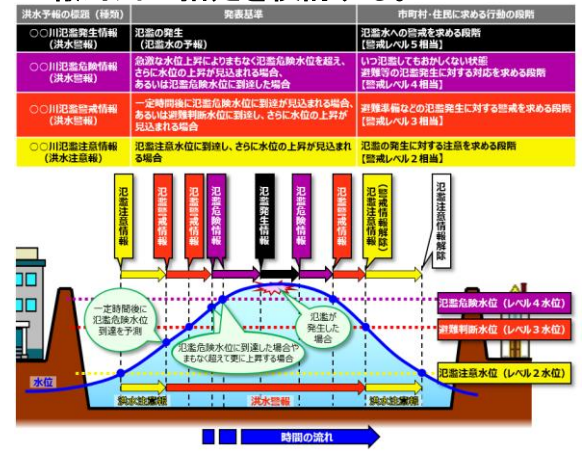 洪水予報の標題（種類）
発表基準
市町村・住民に求める行動の段階
○○川氾濫発生情報
（洪水警報）
氾濫の発生
（氾濫水の予報）
氾濫水への警戒を求める段階
【警戒レベル５相当】
○○川氾濫危険情報
（洪水警報）
急激な水位上昇によりまもなく氾濫危険水位を超え、
さらに水位の上昇が見込まれる場合、
あるいは氾濫危険水位に到達した場合
いつ氾濫してもおかしくない状態
避難等の氾濫発生に対する対応を求める段階
【警戒レベル４相当】
○○川氾濫警戒情報
（洪水警報）
一定時間後に氾濫危険水位に到達が見込まれる場合、
あるいは避難判断水位に到達し、さらに水位の上昇が
見込まれる場合
避難準備などの氾濫発生に対する警戒を求める段階
【警戒レベル３相当】
○○川氾濫注意情報
（洪水注意報）
氾濫注意水位に到達し、さらに水位の上昇が見込まれ
る場合
氾濫の発生に対する注意を求める段階
【警戒レベル２相当】
氾濫注意情報
氾濫警戒情報
氾濫警戒情報
氾濫危険情報
氾濫発生情報
氾濫危険情報
氾濫警戒情報
氾濫注意情報
（警戒情報解除）
氾濫注意情報解除
一定時間後に
氾濫危険水位
到達を予測
氾濫危険水位に到達した場合や
まもなく超えて更に上昇する場合
氾濫が
発生した
場合
氾濫危険水位（レベル４水位）
避難判断水位（レベル３水位）
氾濫注意水位（レベル２水位）
水位
洪水注意報
洪水警報
洪水注意報
時間の流れ